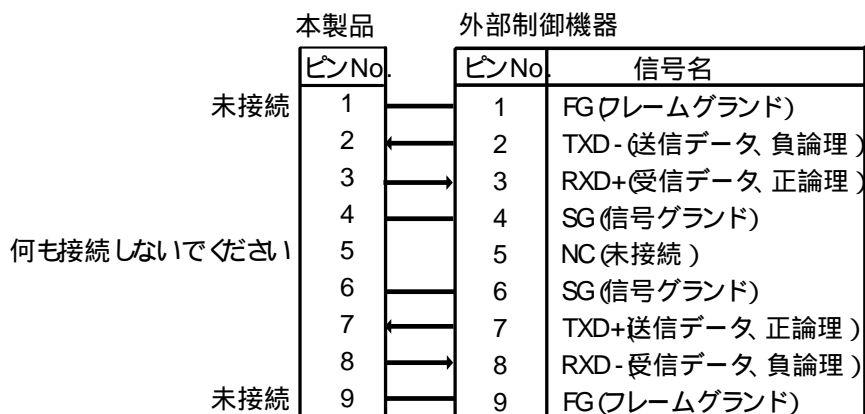 本製品 外部制御機器
ピンNo. ピンNo. 信号名
未接続 1 1 FG(フレームグランド)
2 2 TXD-(送信データ、負論理)
3 3 RXD+(受信データ、正論理)
4 4 SG(信号グランド)
何も接続しないでください 5 5 NC(未接続)
6 6 SG(信号グランド)
7 7 TXD+(送信データ、正論理)
8 8 RXD-(受信データ、負論理)
未接続 9 9 FG(フレームグランド)